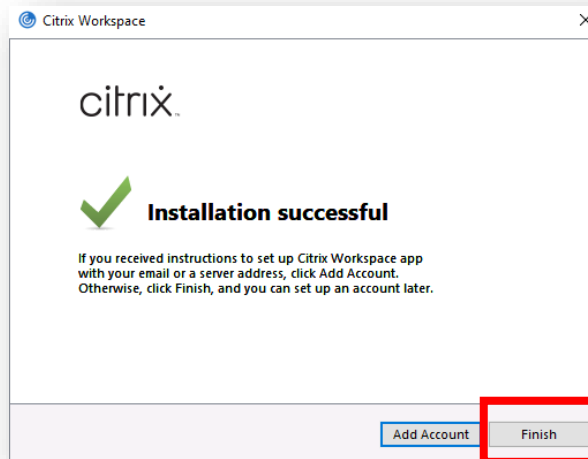 Citrix Workspace
citrix™
Installation successful
If you received instructions to set up Citrix Workspace app
with your email or a server address, click Add Account.
Otherwise, click Finish, and you can set up an account later.
Add Account
Finish